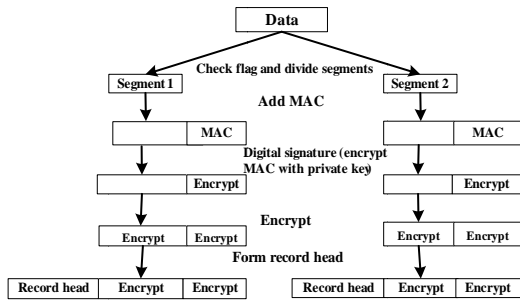 Data
Check flag and divide segments
Segment 1
Segment 2
Add MAC
MAC
MAC
Digital signature (encrypt
MAC with private key)
Encrypt
Encrypt
Encrypt
Encrypt Encrypt
Encrypt Encrypt
Form record head
Record head Encrypt Encrypt
Record head Encrypt Encrypt